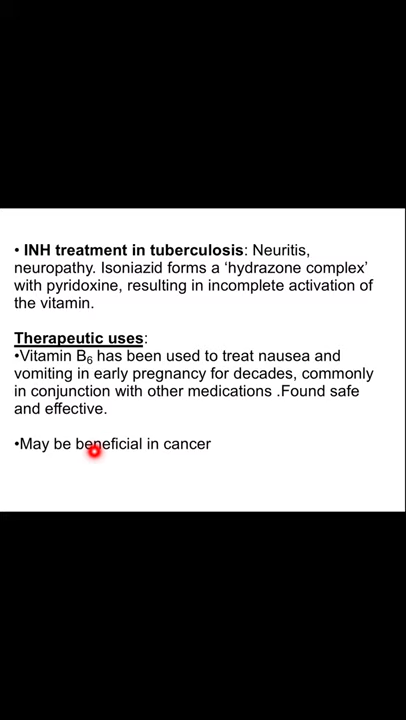 • INH treatment in tuberculosis: Neuritis,
neuropathy. Isoniazid forms a ‘hydrazone complex’
with pyridoxine, resulting in incomplete activation of
the vitamin.
Therapeutic uses:
•Vitamin B6 has been used to treat nausea and
vomiting in early pregnancy for decades, commonly
in conjunction with other medications .Found safe
and effective.
•May be beneficial in cancer